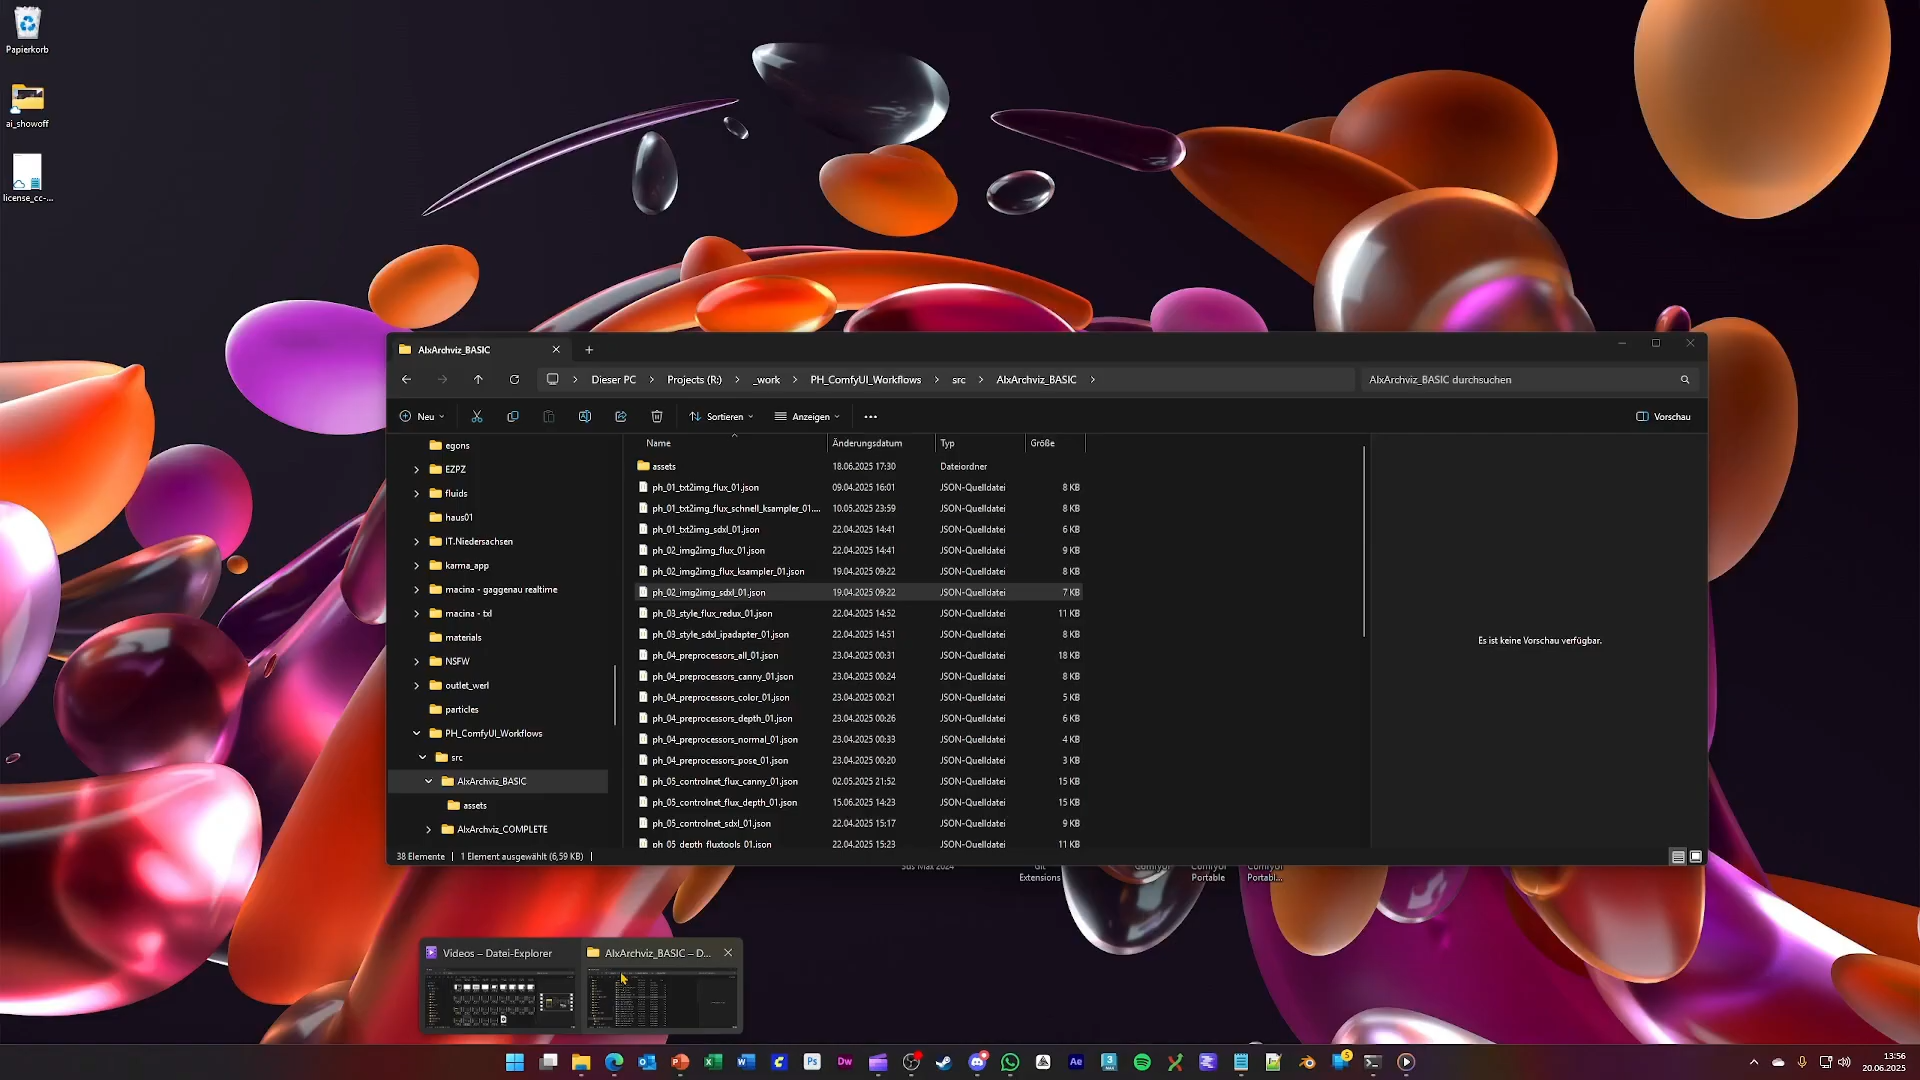 Papierkorb
ai_showoff
license_cc-...
AlxArchviz_BASIC
Dieser PC
Projects (R:)
_work
PH_ComfyUI_Workflows
src
AlxArchviz_BASIC
AlxArchviz_BASIC durchsuchen
Neu
Sortieren
Anzeigen
Vorschau
egons
EZPZ
fluids
haus01
IT.Niedersachsen
karma_app
macina - gaggenau realtime
macina - txl
materials
NSFW
outlet_werl
particles
PH_ComfyUI_Workflows
src
AlxArchviz_BASIC
assets
AlxArchviz_COMPLETE
Name Änderungsdatum Typ Größe
assets 18.06.2025 17:30 Dateiordner
ph_01_txt2img_flux_01.json 09.04.2025 16:01 JSON-Quelldatei 8 KB
ph_01_txt2img_flux_schnell_ksampler_01.... 10.05.2025 23:59 JSON-Quelldatei 8 KB
ph_01_txt2img_sdxl_01.json 22.04.2025 14:41 JSON-Quelldatei 6 KB
ph_02_img2img_flux_01.json 22.04.2025 14:41 JSON-Quelldatei 9 KB
ph_02_img2img_flux_ksampler_01.json 19.04.2025 09:22 JSON-Quelldatei 8 KB
ph_02_img2img_sdxl_01.json 19.04.2025 09:22 JSON-Quelldatei 7 KB
ph_03_style_flux_redux_01.json 22.04.2025 14:52 JSON-Quelldatei 11 KB
ph_03_style_sdxl_ipadapter_01.json 22.04.2025 14:51 JSON-Quelldatei 8 KB
ph_04_preprocessors_all_01.json 23.04.2025 00:31 JSON-Quelldatei 18 KB
ph_04_preprocessors_canny_01.json 23.04.2025 00:24 JSON-Quelldatei 8 KB
ph_04_preprocessors_color_01.json 23.04.2025 00:21 JSON-Quelldatei 5 KB
ph_04_preprocessors_depth_01.json 23.04.2025 00:26 JSON-Quelldatei 6 KB
ph_04_preprocessors_normal_01.json 23.04.2025 00:33 JSON-Quelldatei 4 KB
ph_04_preprocessors_pose_01.json 23.04.2025 00:20 JSON-Quelldatei 3 KB
ph_05_controlnet_flux_canny_01.json 02.05.2025 21:52 JSON-Quelldatei 15 KB
ph_05_controlnet_flux_depth_01.json 15.06.2025 14:23 JSON-Quelldatei 15 KB
ph_05_controlnet_sdxl_01.json 22.04.2025 15:17 JSON-Quelldatei 9 KB
ph_05_depth_fluxtools_01.json 22.04.2025 15:23 JSON-Quelldatei 11 KB
Es ist keine Vorschau verfügbar.
38 Elemente
1 Element ausgewählt (6,59 KB)
3ds Max 2024
Git Extensions
ComfyUI
ComfyUI Portable
ComfyUI Portabl...
Videos – Datei-Explorer
AlxArchviz_BASIC – D...
Ps
Dw
Ae
3
5
13:56
20.06.2025